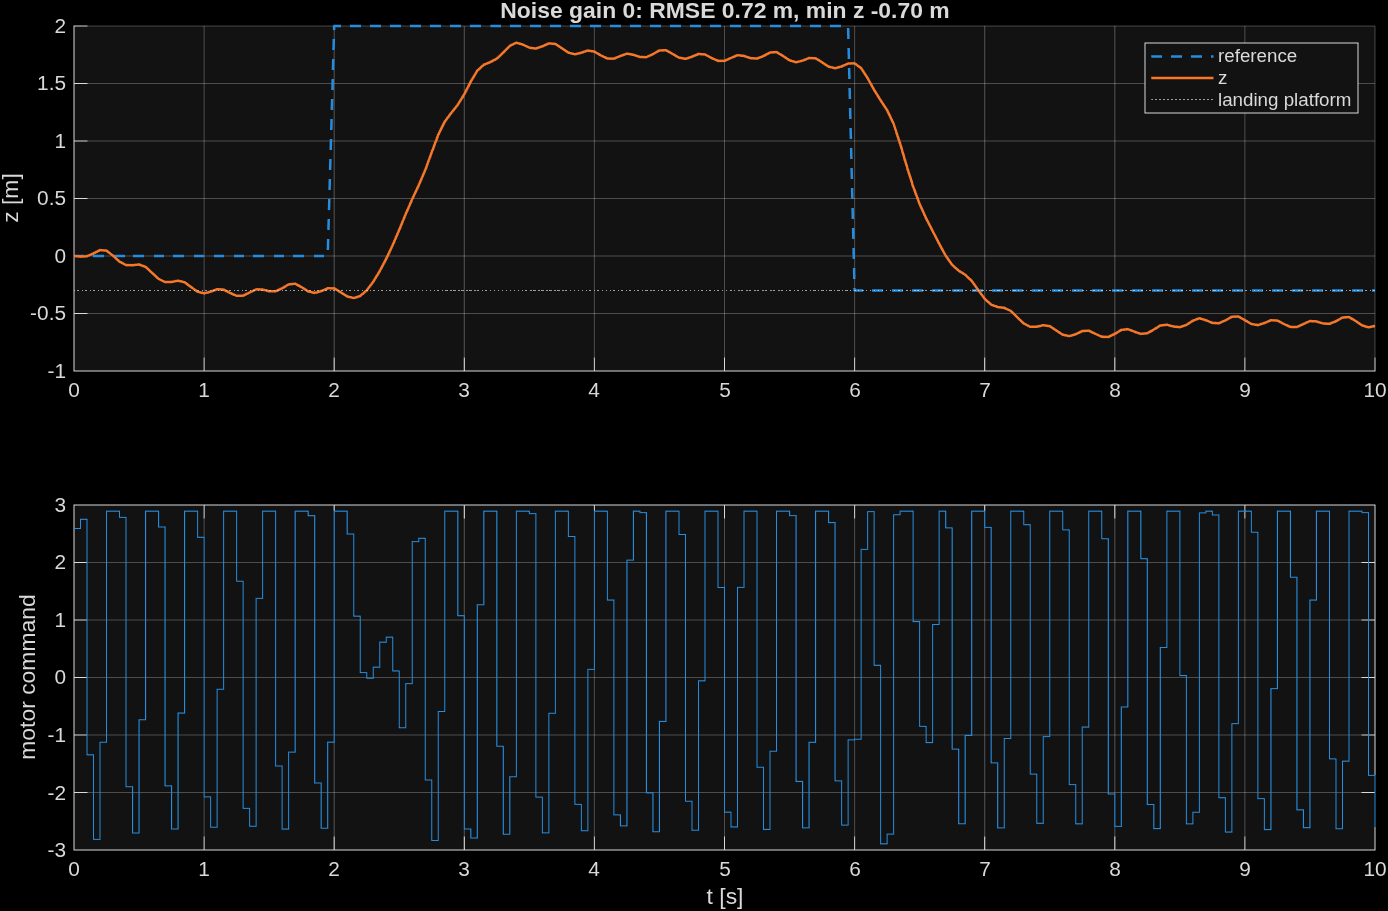 Noise gain 0: RMSE 0.72 m, min z -0.70 m
2
1.5
1
0.5
0
-0.5
-1
z [m]
reference
z
landing platform
0 1 2 3 4 5 6 7 8 9 10
3
2
1
0
-1
-2
-3
motor command
0 1 2 3 4 5 6 7 8 9 10
t [s]